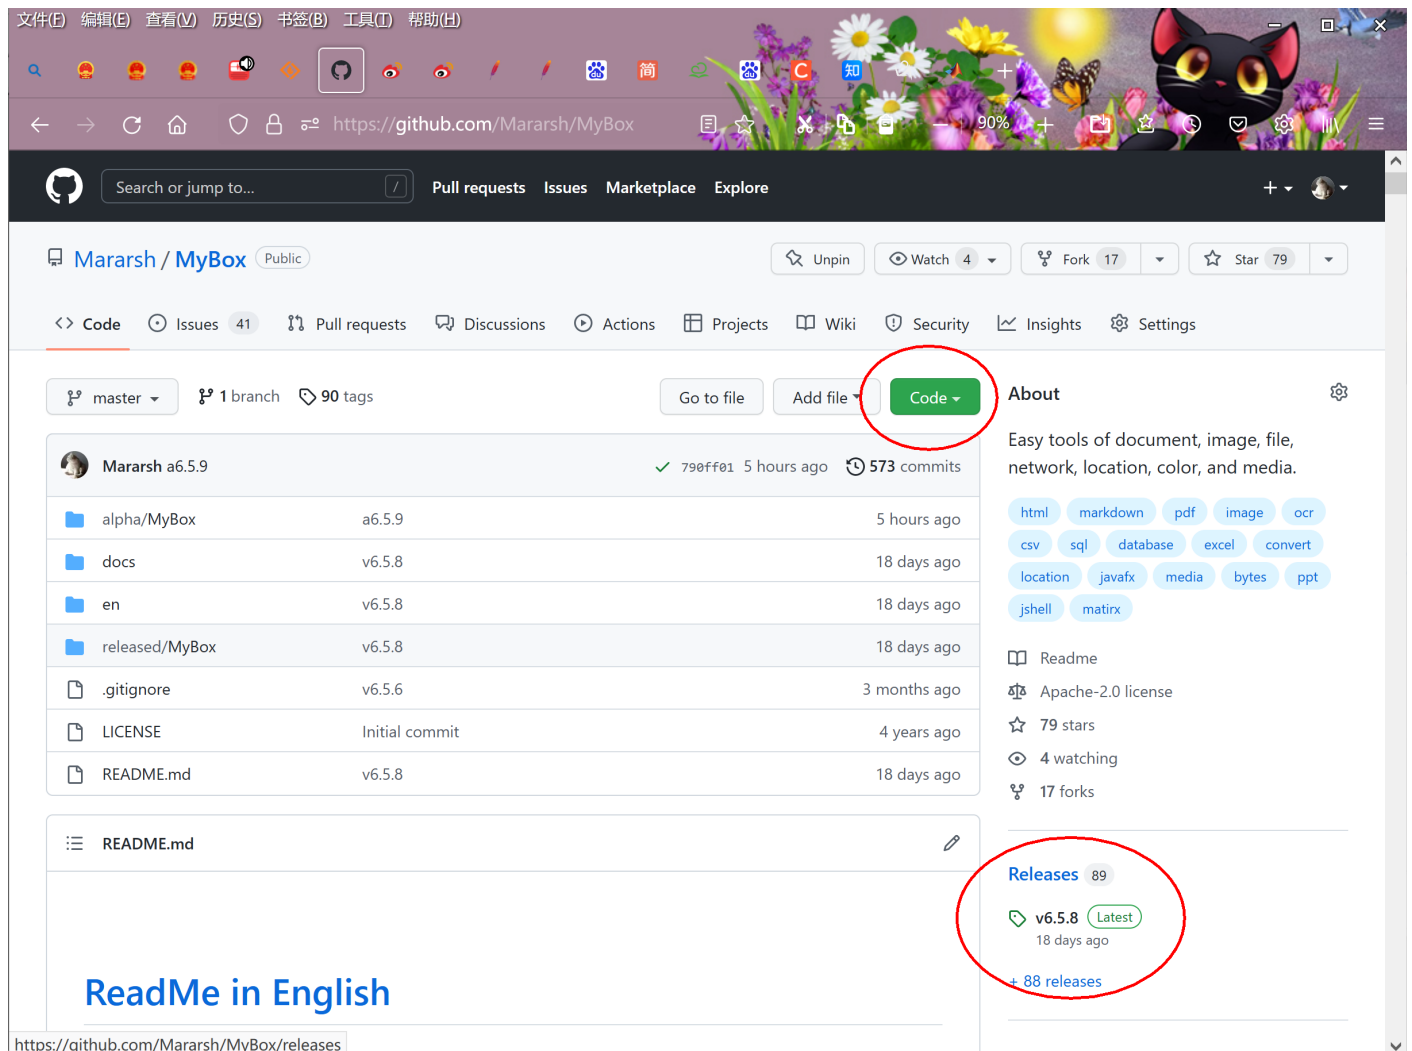 文件(F) 编辑(E) 查看(V) 历史(S) 书签(B) 工具(T) 帮助(H)
du 简 du C 知
https://github.com/Mararsh/MyBox 90%
Search or jump to... / Pull requests Issues Marketplace Explore
Mararsh / MyBox Public Unpin Watch 4 Fork 17 Star 79
Code Issues 41 Pull requests Discussions Actions Projects Wiki Security Insights Settings
master 1 branch 90 tags Go to file Add file Code
Mararsh a6.5.9 790ff01 5 hours ago 573 commits
alpha/MyBox a6.5.9 5 hours ago
docs v6.5.8 18 days ago
en v6.5.8 18 days ago
released/MyBox v6.5.8 18 days ago
.gitignore v6.5.6 3 months ago
LICENSE Initial commit 4 years ago
README.md v6.5.8 18 days ago
README.md
ReadMe in English
About
Easy tools of document, image, file,
network, location, color, and media.
html markdown pdf image ocr
csv sql database excel convert
location javafx media bytes ppt
jshell matirx
Readme
Apache-2.0 license
79 stars
4 watching
17 forks
Releases 89
v6.5.8 Latest
18 days ago
+ 88 releases
https://github.com/Mararsh/MyBox/releases